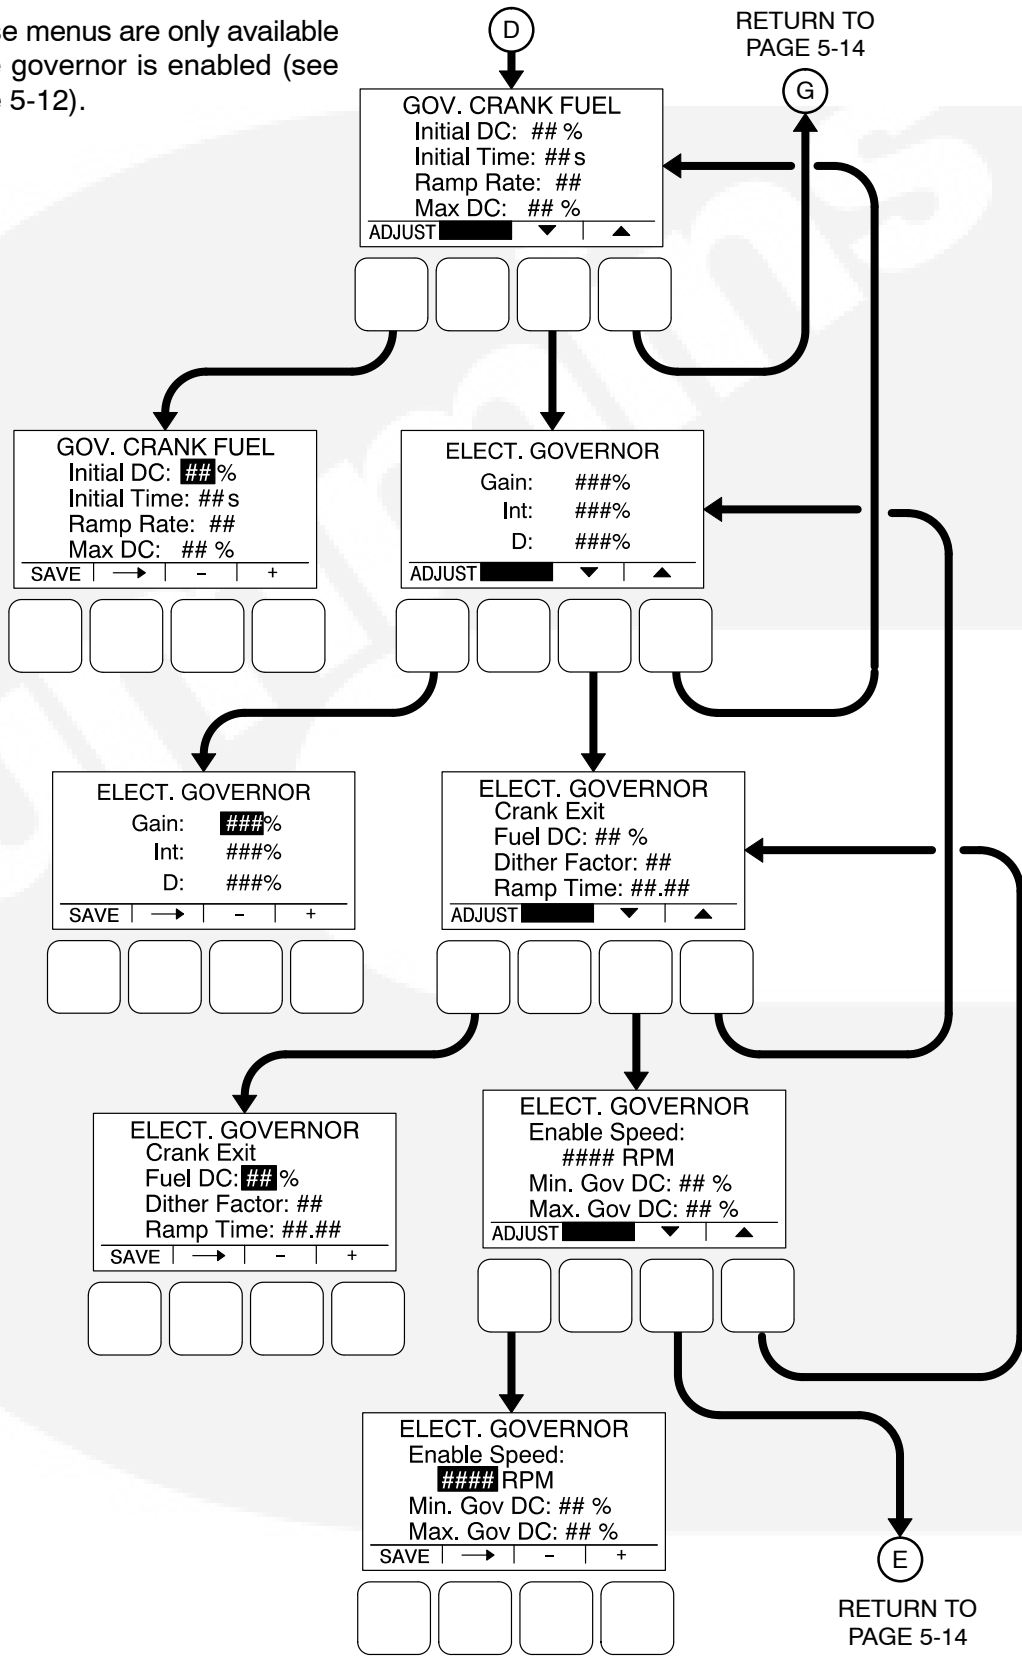 se menus are only available
e governor is enabled (see
e 5-12).
D
RETURN TO
PAGE 5-14
G
GOV. CRANK FUEL
Initial DC: ## %
Initial Time: ## s
Ramp Rate: ##
Max DC: ## %
ADJUST ▼ ▲
GOV. CRANK FUEL
Initial DC: ## %
Initial Time: ## s
Ramp Rate: ##
Max DC: ## %
SAVE → - +
ELECT. GOVERNOR
Gain: ###%
Int: ###%
D: ###%
ADJUST ▼ ▲
ELECT. GOVERNOR
Gain: ###%
Int: ###%
D: ###%
SAVE → - +
ELECT. GOVERNOR
Crank Exit
Fuel DC: ## %
Dither Factor: ##
Ramp Time: ##.##
ADJUST ▼ ▲
ELECT. GOVERNOR
Crank Exit
Fuel DC: ## %
Dither Factor: ##
Ramp Time: ##.##
SAVE → - +
ELECT. GOVERNOR
Enable Speed:
#### RPM
Min. Gov DC: ## %
Max. Gov DC: ## %
ADJUST ▼ ▲
ELECT. GOVERNOR
Enable Speed:
#### RPM
Min. Gov DC: ## %
Max. Gov DC: ## %
SAVE → - +
E
RETURN TO
PAGE 5-14